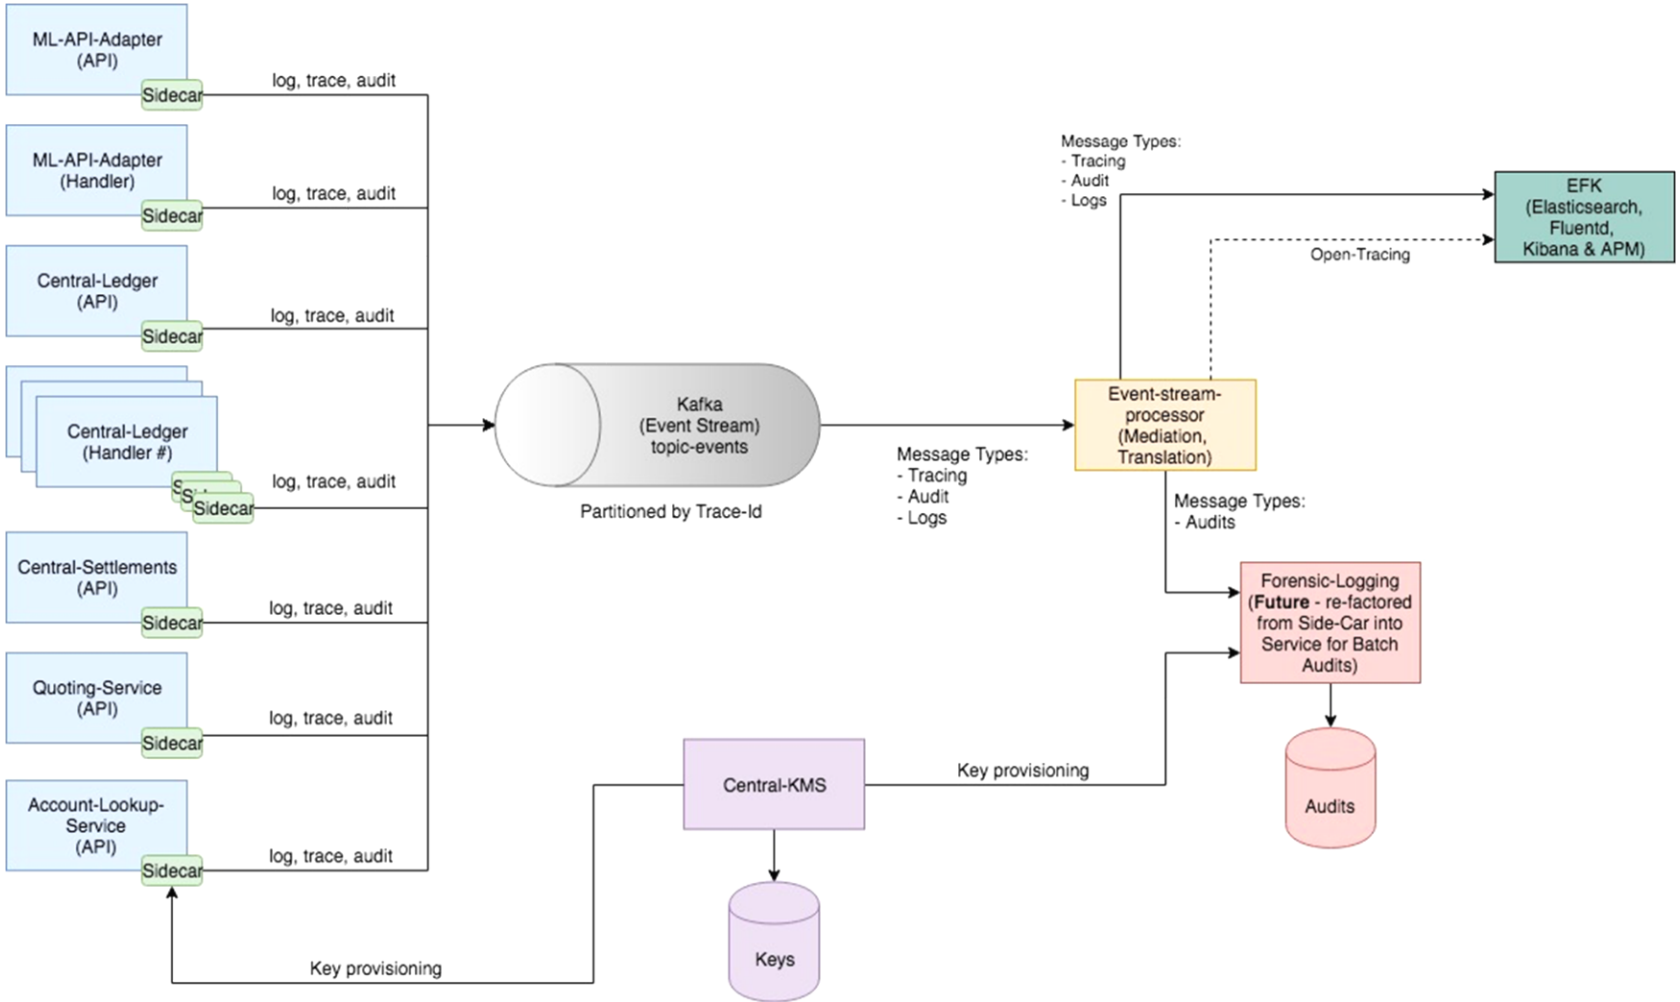 ML-API-Adapter
(API)
Sidecar
log, trace, audit
ML-API-Adapter
(Handler)
Sidecar
log, trace, audit
Central-Ledger
(API)
Sidecar
log, trace, audit
Central-Ledger
(Handler #)
S
Si
Sidecar
log, trace, audit
Central-Settlements
(API)
Sidecar
log, trace, audit
Quoting-Service
(API)
Sidecar
log, trace, audit
Account-Lookup-
Service
(API)
Sidecar
log, trace, audit
Key provisioning
Kafka
(Event Stream)
topic-events
Partitioned by Trace-Id
Message Types:
- Tracing
- Audit
- Logs
Event-stream-
processor
(Mediation,
Translation)
Message Types:
- Tracing
- Audit
- Logs
Open-Tracing
EFK
(Elasticsearch,
Fluentd,
Kibana & APM)
Message Types:
- Audits
Forensic-Logging
(Future - re-factored
from Side-Car into
Service for Batch
Audits)
Audits
Central-KMS
Key provisioning
Keys